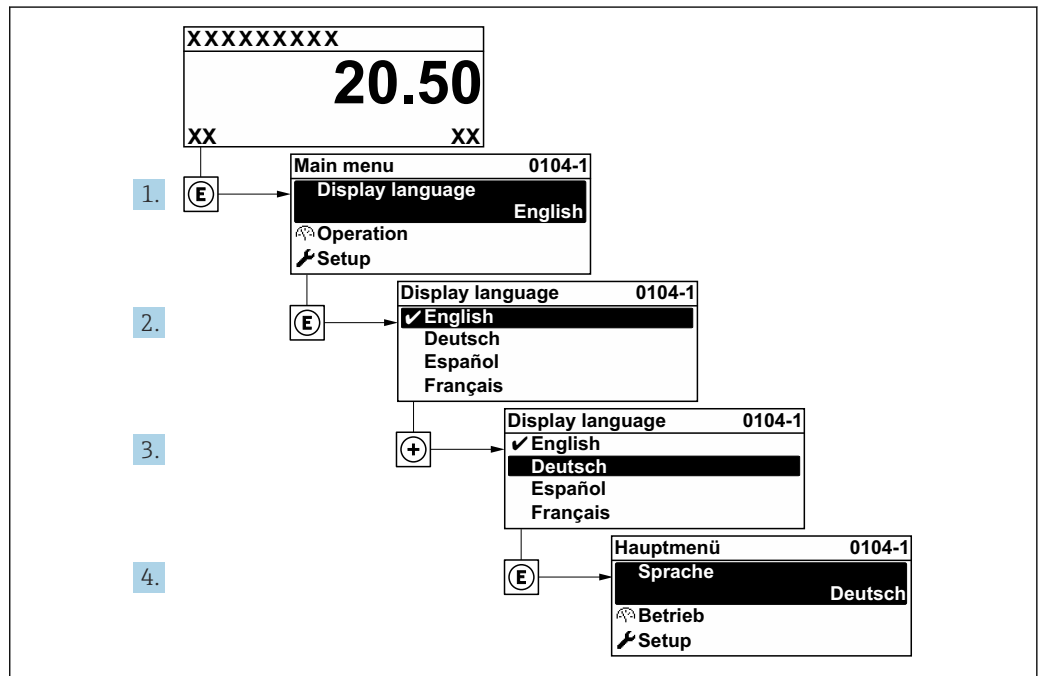 XXXXXXXXX
20.50
XX XX
1. E
Main menu 0104-1
Display language
English
Operation
Setup
2. E
Display language 0104-1
✔English
Deutsch
Español
Français
3. +
Display language 0104-1
✔English
Deutsch
Español
Français
4. E
Hauptmenü 0104-1
Sprache
Deutsch
Betrieb
Setup